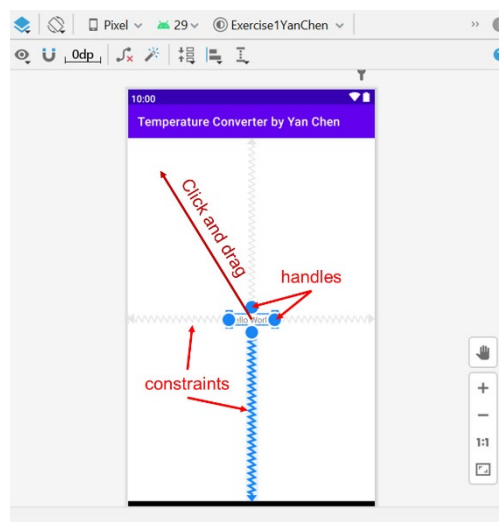 Pixel 29 Exercise1YanChen
0dp
10:00
Temperature Converter by Yan Chen
Click and drag
handles
constraints
1:1